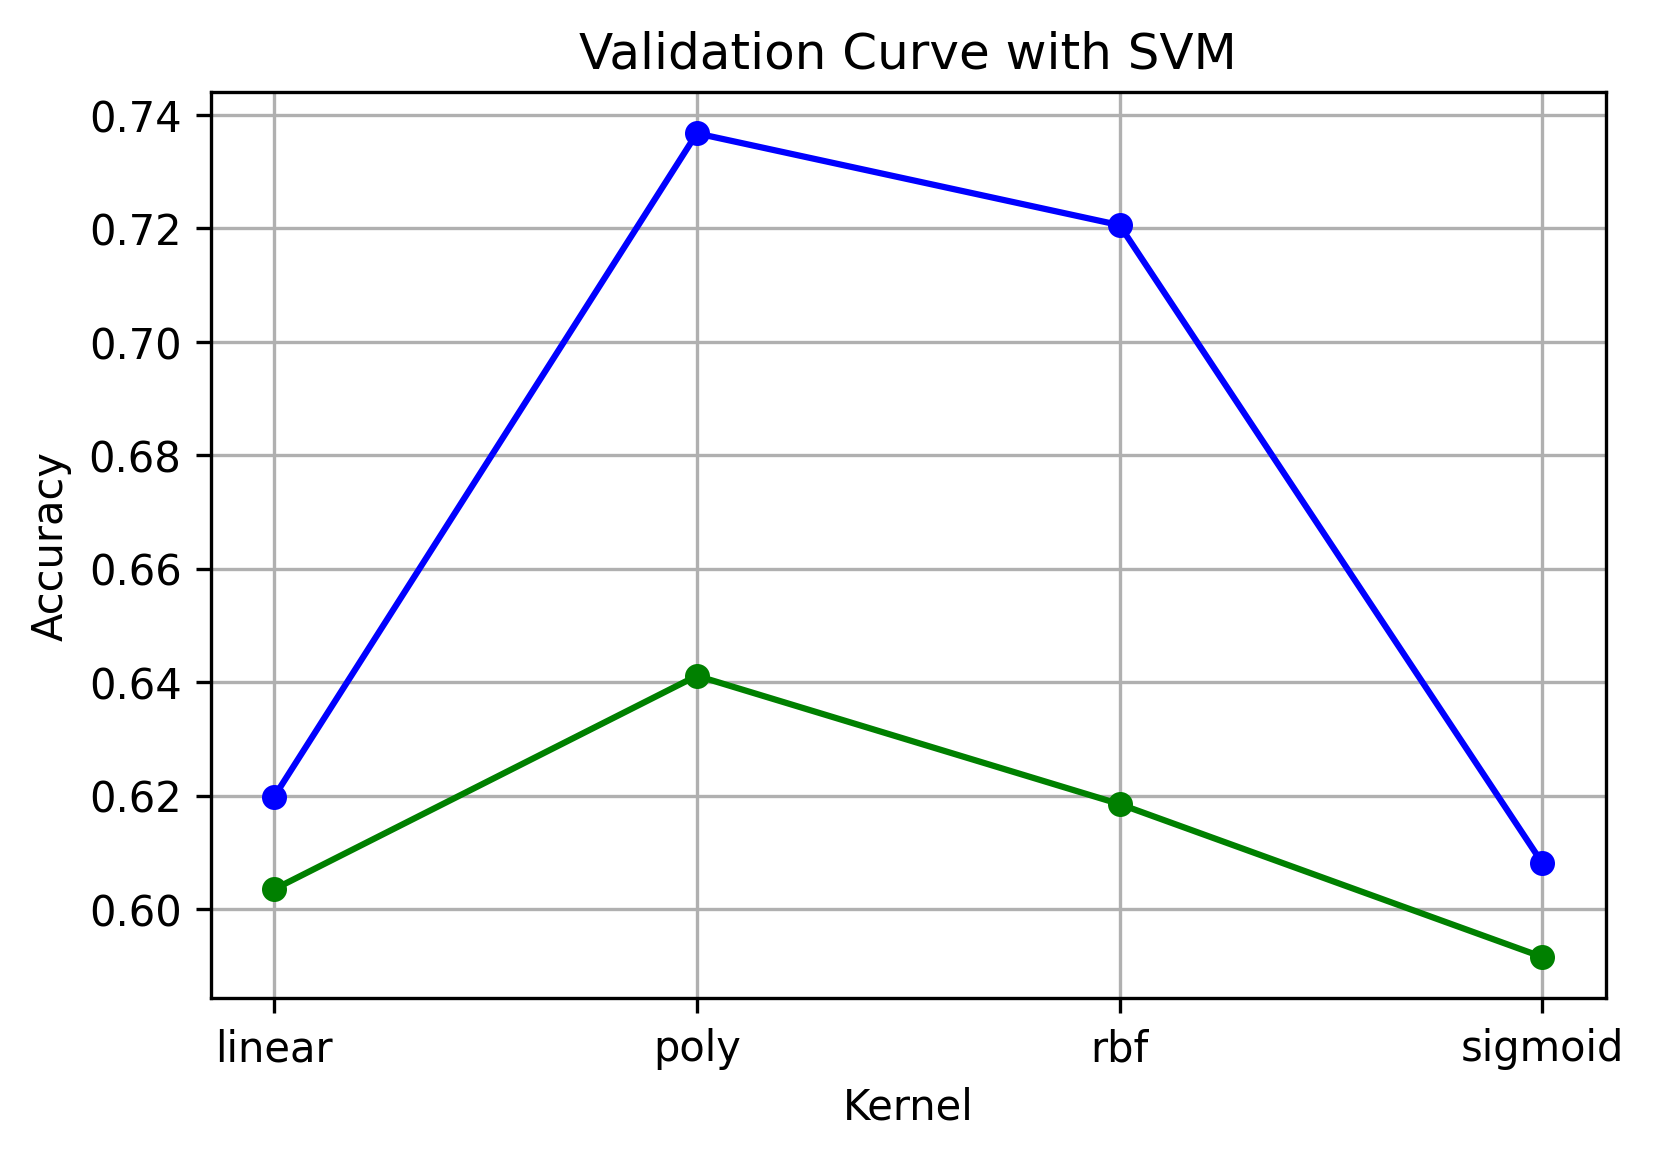 Validation Curve with SVM
0.74
0.72
0.70
0.68
0.66
0.64
0.62
0.60
Accuracy
linear poly rbf sigmoid
Kernel